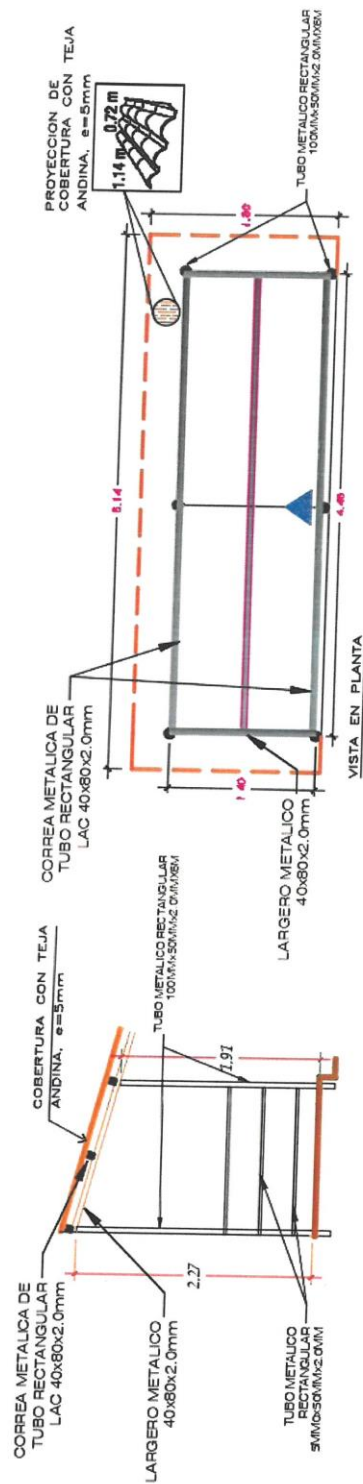 CORREA METALICA DE
TUBO RECTANGULAR
LAC 40x80x2.0mm
COBERTURA CON TEJA
ANDINA, e=5mm
LARGERO METALICO
40x80x2.0mm
TUBO METALICO RECTANGULAR
100MMx50MMx2.0MMX6M
2.27
1.97
TUBO METALICO
RECTANGULAR
5MM0x50MMx2.0MM
CORREA METALICA DE
TUBO RECTANGULAR
LAC 40x80x2.0mm
PROYECCION DE
COBERTURA CON TEJA
ANDINA, e=5mm
1.14 m
0.72 m
5.14
1.80
1.40
4.45
TUBO METALICO RECTANGULAR
100MMx50MMx2.0MMX6M
LARGERO METALICO
40x80x2.0mm
VISTA EN PLANTA